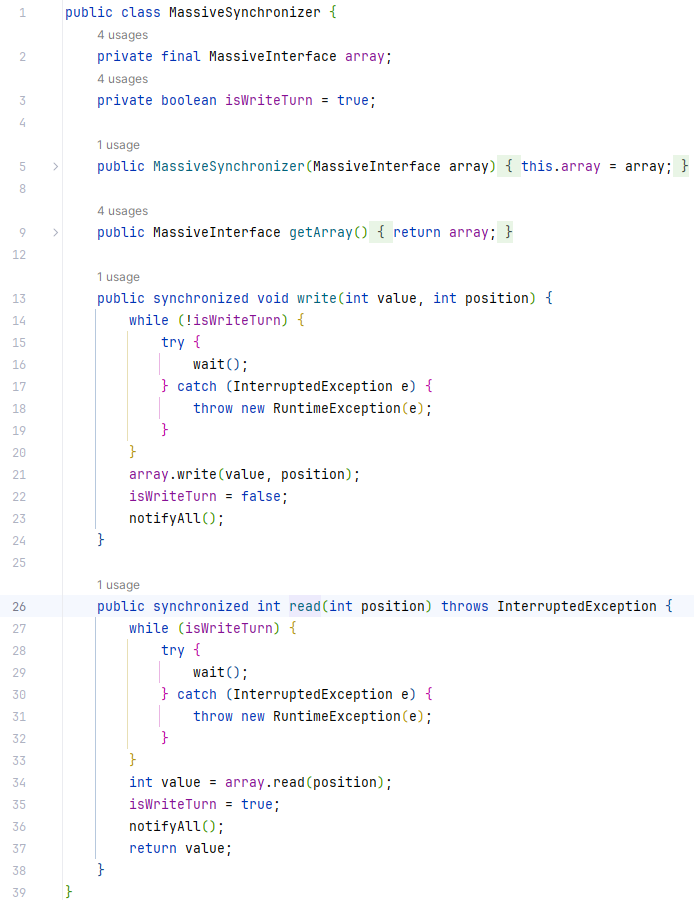 1 public class MassiveSynchronizer {
4 usages
2 private final MassiveInterface array;
4 usages
3 private boolean isWriteTurn = true;
4
1 usage
5 public MassiveSynchronizer(MassiveInterface array) { this.array = array; }
8
4 usages
9 public MassiveInterface getArray() { return array; }
12
1 usage
13 public synchronized void write(int value, int position) {
14 while (!isWriteTurn) {
15 try {
16 wait();
17 } catch (InterruptedException e) {
18 throw new RuntimeException(e);
19 }
20 }
21 array.write(value, position);
22 isWriteTurn = false;
23 notifyAll();
24 }
25
1 usage
26 public synchronized int read(int position) throws InterruptedException {
27 while (isWriteTurn) {
28 try {
29 wait();
30 } catch (InterruptedException e) {
31 throw new RuntimeException(e);
32 }
33 }
34 int value = array.read(position);
35 isWriteTurn = true;
36 notifyAll();
37 return value;
38 }
39 }